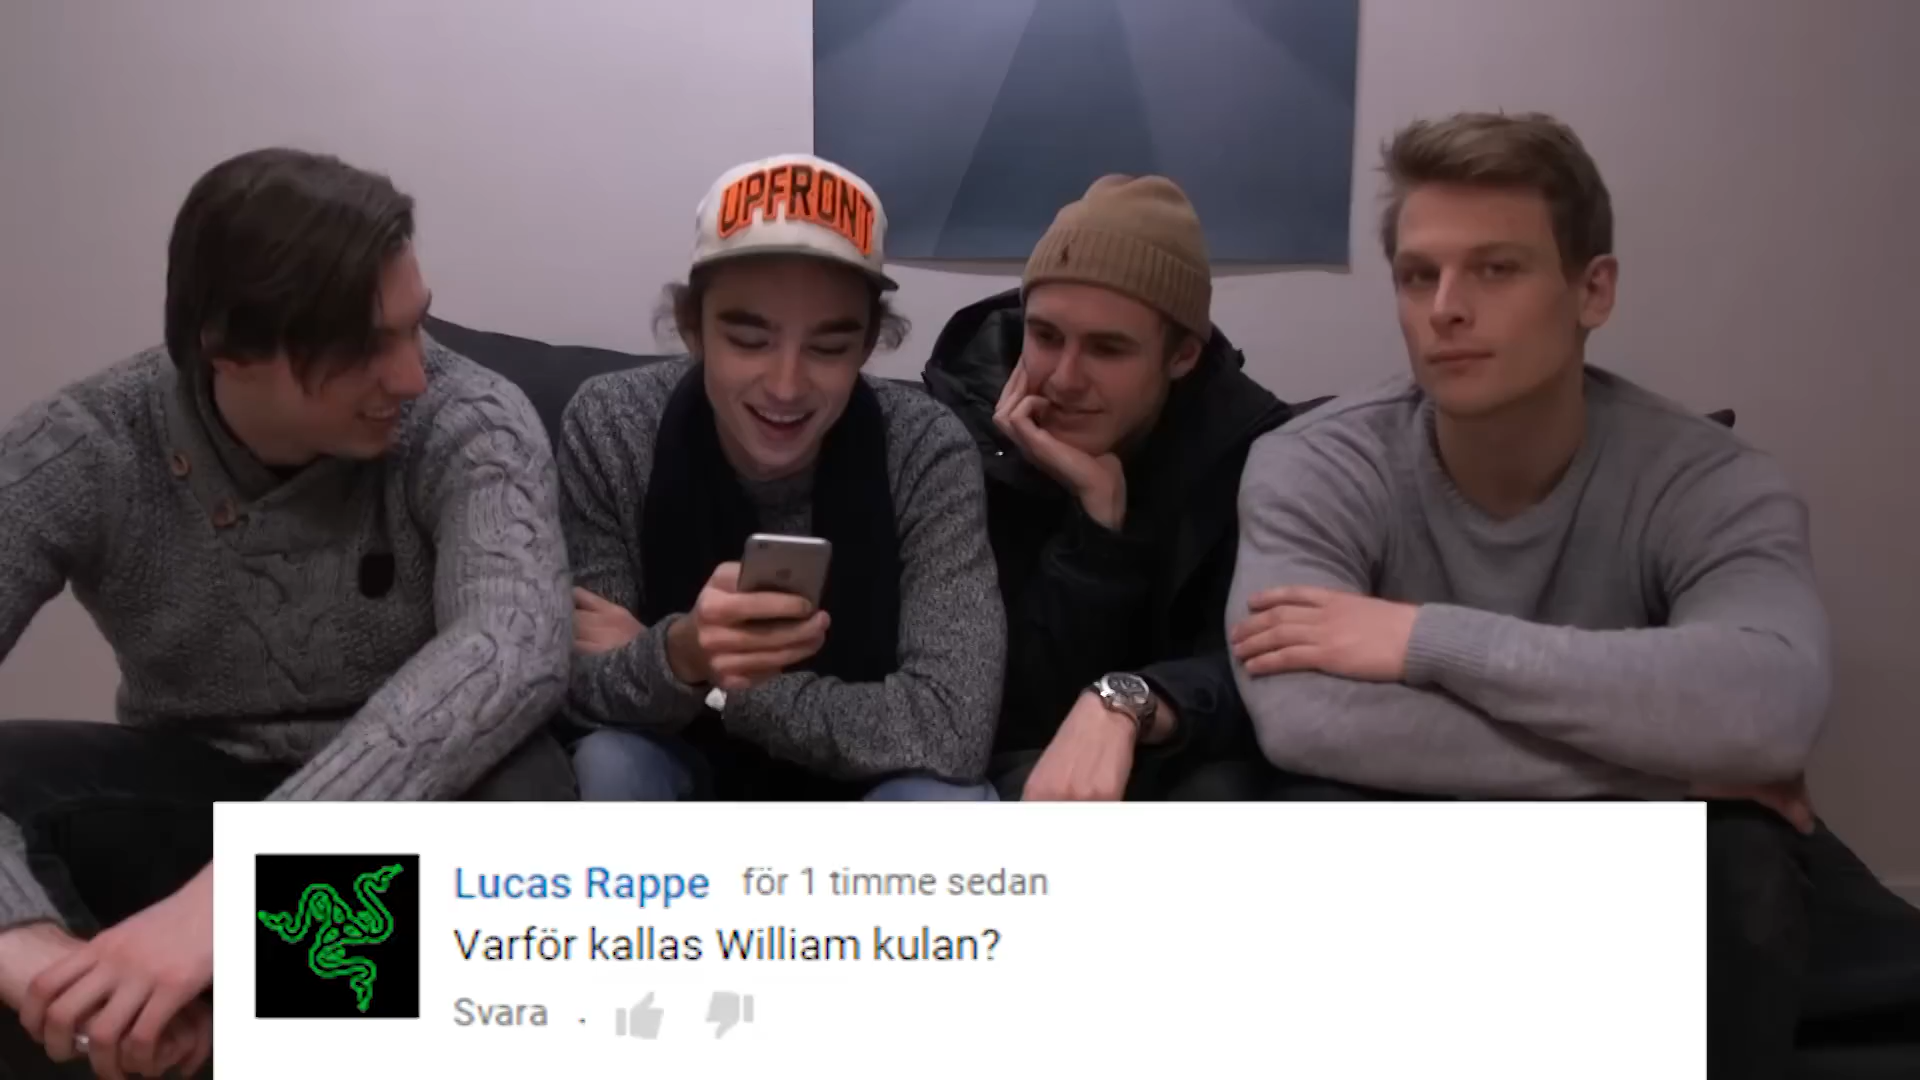 UPFRONT
Lucas Rappe för 1 timme sedan
Varför kallas William kulan?
Svara .